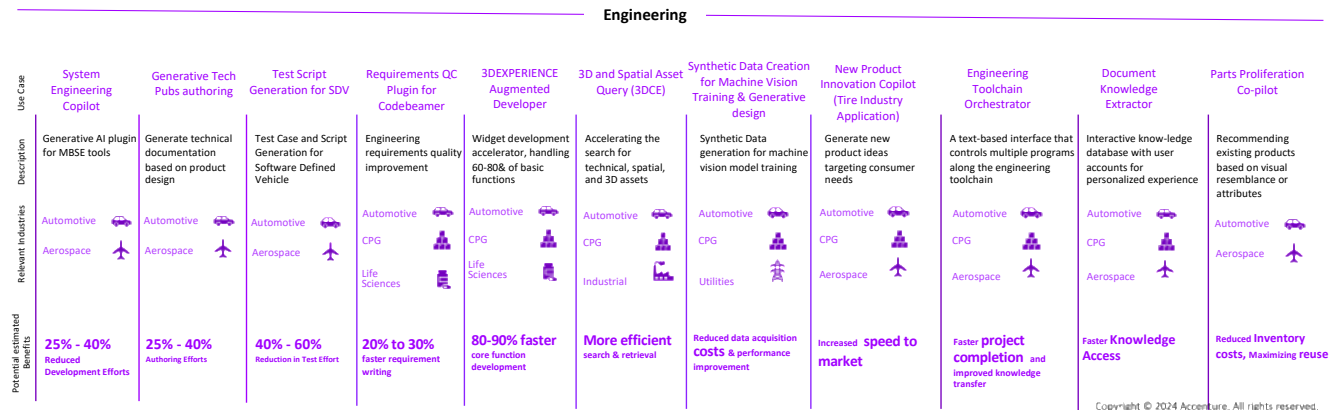 Engineering
Use Case
System
Engineering
Copilot
Generative Tech
Pubs authoring
Test Script
Generation for SDV
Requirements QC
Plugin for
Codebeamer
3DEXPERIENCE
Augmented
Developer
3D and Spatial Asset
Query (3DCE)
Synthetic Data Creation
for Machine Vision
Training & Generative
design
New Product
Innovation Copilot
(Tire Industry
Application)
Engineering
Toolchain
Orchestrator
Document
Knowledge
Extractor
Parts Proliferation
Co-pilot
Description
Generative AI plugin
for MBSE tools
Generate technical
documentation
based on product
design
Test Case and Script
Generation for
Software Defined
Vehicle
Engineering
requirements quality
improvement
Widget development
accelerator, handling
60-80& of basic
functions
Accelerating the
search for
technical, spatial,
and 3D assets
Synthetic Data
generation for machine
vision model training
Generate new
product ideas
targeting consumer
needs
A text-based interface that
controls multiple programs
along the engineering
toolchain
Interactive know-ledge
database with user
accounts for
personalized experience
Recommending
existing products
based on visual
resemblance or
attributes
Relevant Industries
Automotive
Aerospace
Automotive
Aerospace
Automotive
Aerospace
Automotive
CPG
Life
Sciences
Automotive
CPG
Life
Sciences
Automotive
CPG
Industrial
Automotive
CPG
Utilities
Automotive
CPG
Aerospace
Automotive
CPG
Aerospace
Automotive
CPG
Aerospace
Automotive
Aerospace
Potential estimated
Benefits
25% - 40%
Reduced
Development Efforts
25% - 40%
Authoring Efforts
40% - 60%
Reduction in Test Effort
20% to 30%
faster requirement
writing
80-90% faster
core function
development
More efficient
search & retrieval
Reduced data acquisition
costs & performance
improvement
Increased speed to
market
Faster project
completion and
improved knowledge
transfer
Faster Knowledge
Access
Reduced Inventory
costs, Maximizing reuse
Copyright © 2024 Accenture. All rights reserved.